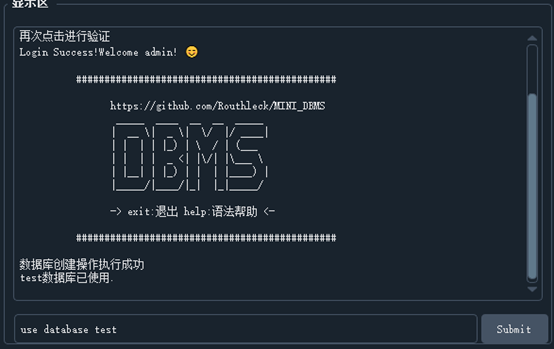 显示区
再次点击进行验证
Login Success!Welcome admin! 😊
##############################################
https://github.com/Routhleck/MINI_DBMS
DBMS
-> exit:退出 help:语法帮助 <-
##############################################
数据库创建操作执行成功
test数据库已使用.
use database test
Submit